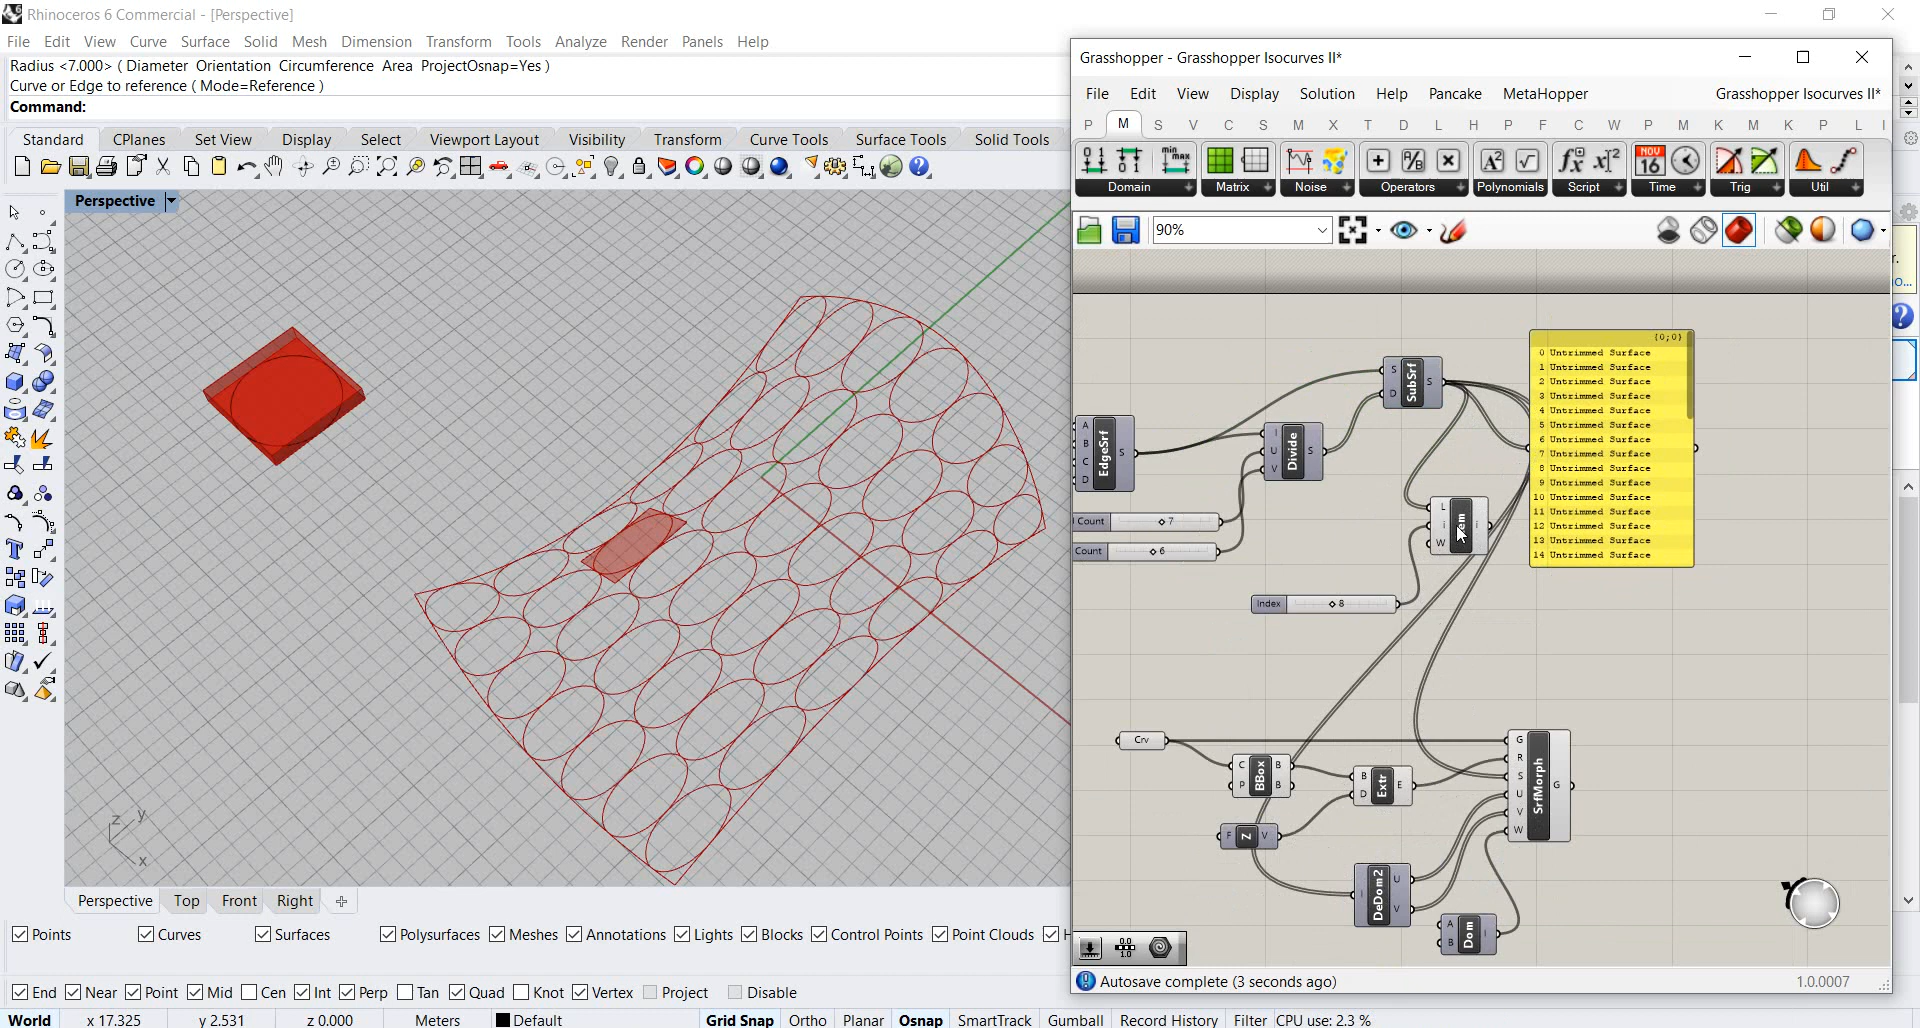 Rhinoceros 6 Commercial - [Perspective]
File Edit View Curve Surface Solid Mesh Dimension Transform Tools Analyze Render Panels Help
Radius <7.000> ( Diameter Orientation Circumference Area ProjectOsnap=Yes )
Curve or Edge to reference ( Mode=Reference )
Command:
Standard CPlanes Set View Display Select Viewport Layout Visibility Transform Curve Tools Surface Tools Solid Tools
Perspective
z y
x
Perspective Top Front Right
Points Curves Surfaces Polysurfaces Meshes Annotations Lights Blocks Control Points Point Clouds
End Near Point Mid Cen Int Perp Tan Quad Knot Vertex Project Disable
World x 17.325 y 2.531 z 0.000 Meters Default Grid Snap Ortho Planar Osnap SmartTrack Gumball Record History Filter CPU use: 2.3 %
Grasshopper - Grasshopper Isocurves II*
File Edit View Display Solution Help Pancake MetaHopper Grasshopper Isocurves II*
P M S V C S M X T D L H P F C W P M K M K P L I
Domain Matrix Noise Operators Polynomials Script Time Trig Util
90%
{0;0}
0 Untrimmed Surface
1 Untrimmed Surface
2 Untrimmed Surface
3 Untrimmed Surface
4 Untrimmed Surface
5 Untrimmed Surface
6 Untrimmed Surface
7 Untrimmed Surface
8 Untrimmed Surface
9 Untrimmed Surface
10 Untrimmed Surface
11 Untrimmed Surface
12 Untrimmed Surface
13 Untrimmed Surface
14 Untrimmed Surface
S D SubSrf S
A B C D EdgeSrf S
I U V Divide S
Count 7
Count 6
L i W i
Index 8
Crv
C P BBox B B
B D Extr E
F Z V
G R S U V W SrfMorph G
I DeDom2 U V
A B Dom I
Autosave complete (3 seconds ago)
1.0.0007